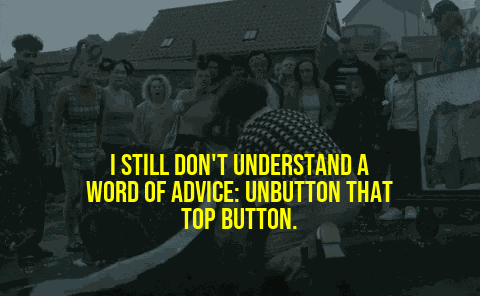 I STILL DON'T UNDERSTAND A
WORD OF ADVICE: UNBUTTON THAT
TOP BUTTON.